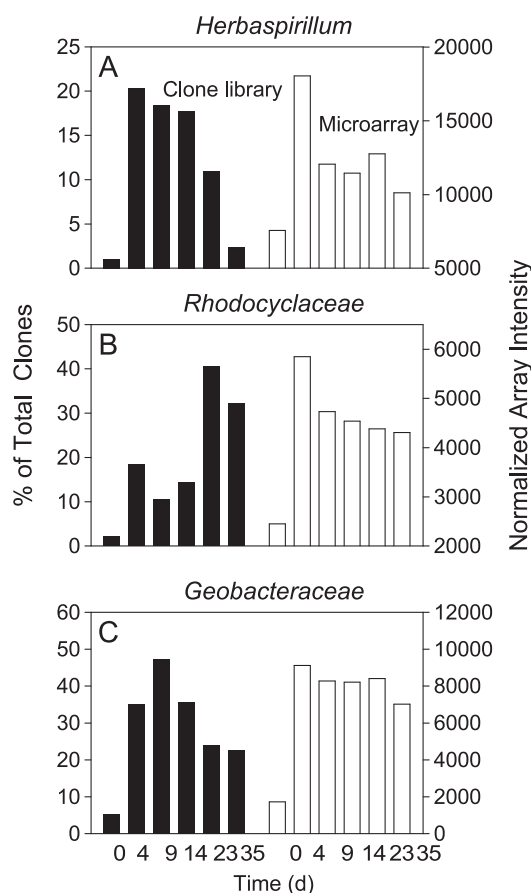 Herbaspirillum
A
Clone library
Microarray
25
20
15
10
5
0
20000
15000
10000
5000
Rhodocyclaceae
B
50
40
30
20
10
0
6000
5000
4000
3000
2000
% of Total Clones
Normalized Array Intensity
Geobacteraceae
C
60
50
40
30
20
10
0
12000
10000
8000
6000
4000
2000
0
0 4 9 14 23 35 0 4 9 14 23 35
Time (d)